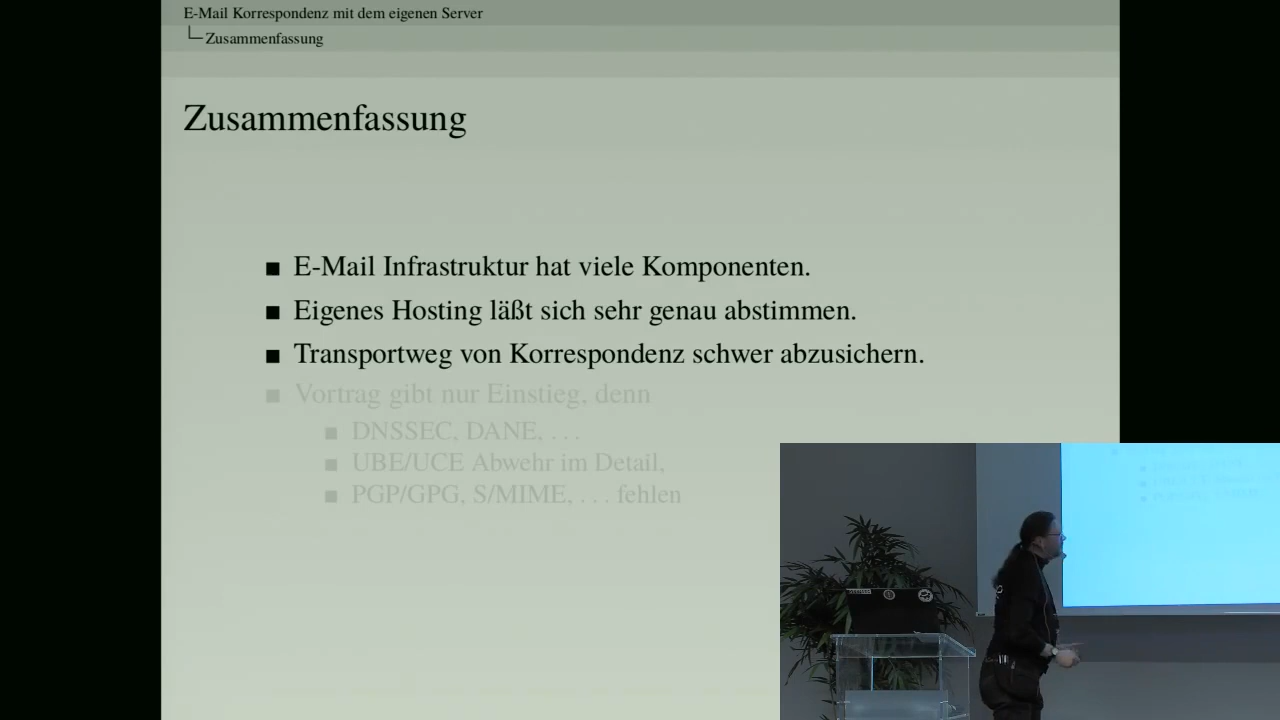 E-Mail Korrespondenz mit dem eigenen Server
Zusammenfassung
Zusammenfassung
E-Mail Infrastruktur hat viele Komponenten.
Eigenes Hosting läßt sich sehr genau abstimmen.
Transportweg von Korrespondenz schwer abzusichern.
Vortrag gibt nur Einstieg, denn
DNSSEC, DANE, . . .
UBE/UCE Abwehr im Detail,
PGP/GPG, S/MIME, . . . fehlen